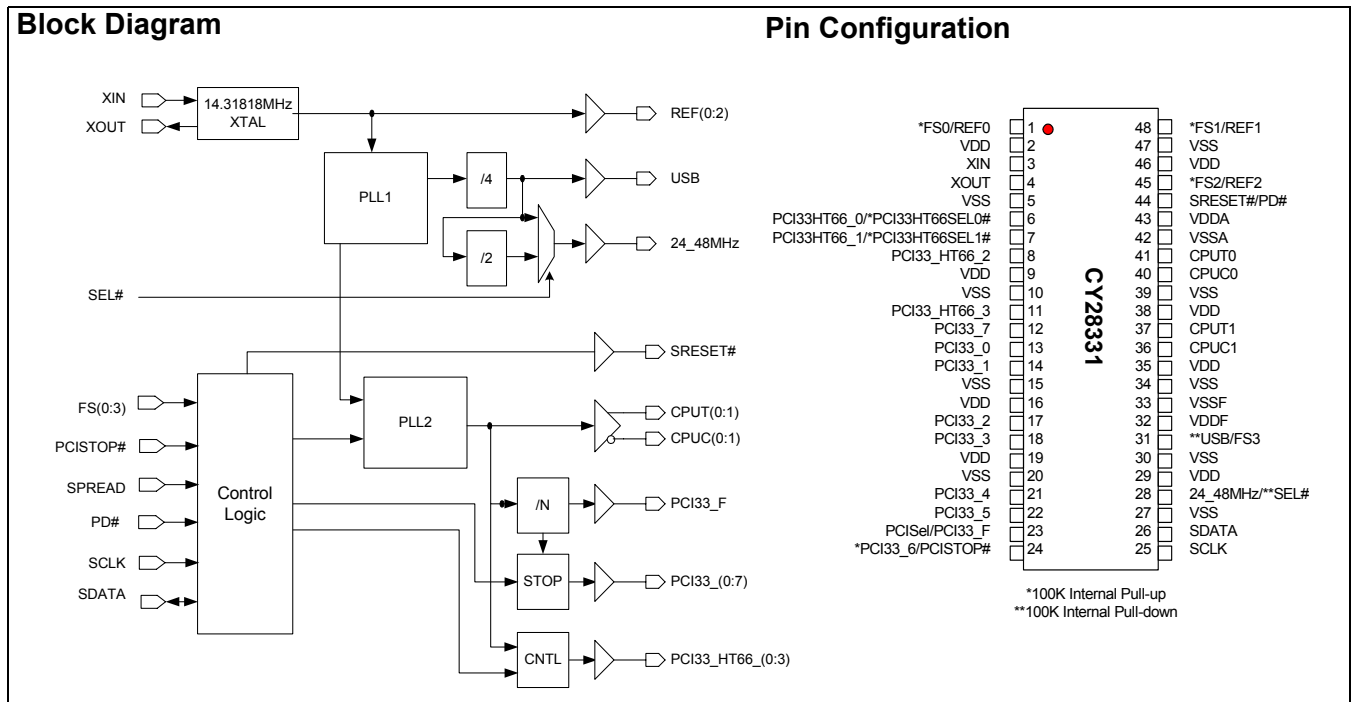 Block Diagram
XIN
XOUT
14.31818MHz
XTAL
REF(0:2)
PLL1
/4
USB
/2
24_48MHz
SEL#
SRESET#
FS(0:3)
PCISTOP#
SPREAD
PD#
SCLK
SDATA
Control
Logic
PLL2
CPUT(0:1)
CPUC(0:1)
/N
PCI33_F
STOP
PCI33_(0:7)
CNTL
PCI33_HT66_(0:3)
Pin Configuration
*FS0/REF0 1 48 *FS1/REF1
VDD 2 47 VSS
XIN 3 46 VDD
XOUT 4 45 *FS2/REF2
VSS 5 44 SRESET#/PD#
PCI33HT66_0/*PCI33HT66SEL0# 6 43 VDDA
PCI33HT66_1/*PCI33HT66SEL1# 7 42 VSSA
PCI33_HT66_2 8 41 CPUT0
VDD 9 40 CPUC0
VSS 10 39 VSS
PCI33_HT66_3 11 38 VDD
PCI33_7 12 37 CPUT1
PCI33_0 13 36 CPUC1
PCI33_1 14 35 VDD
VSS 15 34 VSS
VDD 16 33 VSSF
PCI33_2 17 32 VDDF
PCI33_3 18 31 **USB/FS3
VDD 19 30 VSS
VSS 20 29 VDD
PCI33_4 21 28 24_48MHz/**SEL#
PCI33_5 22 27 VSS
PCISel/PCI33_F 23 26 SDATA
*PCI33_6/PCISTOP# 24 25 SCLK
CY28331
*100K Internal Pull-up
**100K Internal Pull-down